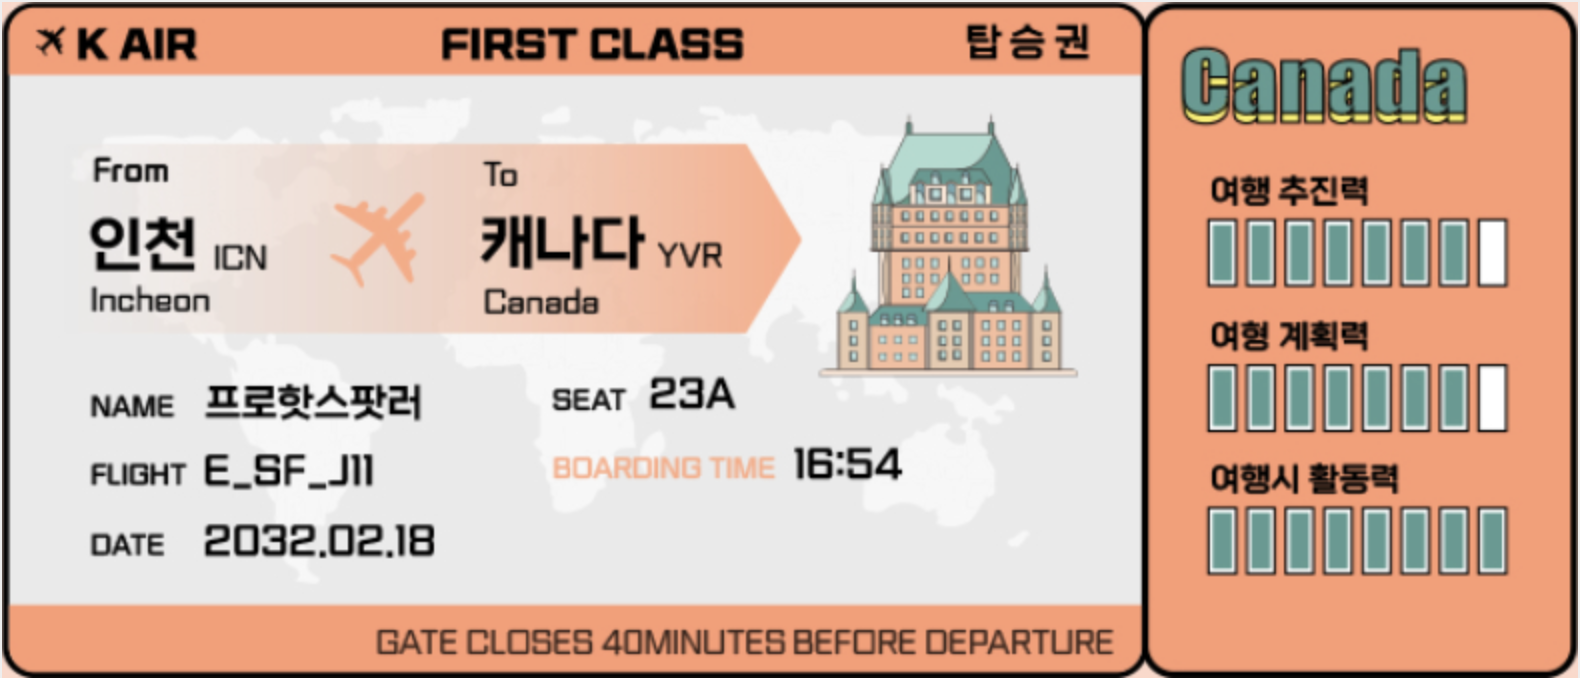 K AIR FIRST CLASS 탑승권
From
인천 ICN
Incheon
To
캐나다 YVR
Canada
NAME 프로핫스팟러
SEAT 23A
FLIGHT E_SF_J11
BOARDING TIME 16:54
DATE 2032.02.18
GATE CLOSES 40MINUTES BEFORE DEPARTURE
Canada
여행 추진력
여형 계획력
여행시 활동력